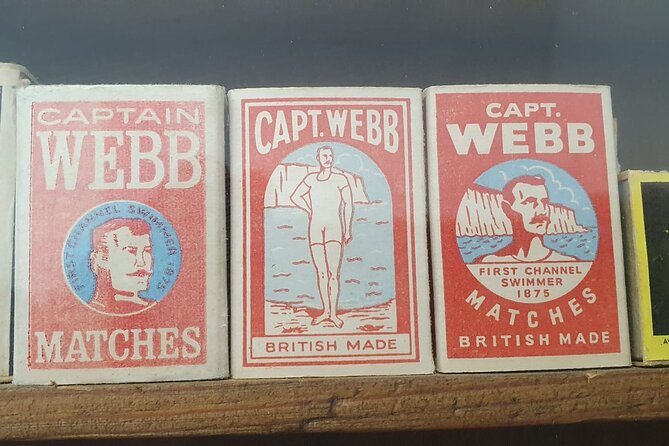 CAPTAIN
WEBB
FIRST CHANNEL SWIMMER 1875
MATCHES
CAPT. WEBB
BRITISH MADE
CAPT.
WEBB
FIRST CHANNEL
SWIMMER
1875
MATCHES
BRITISH MADE